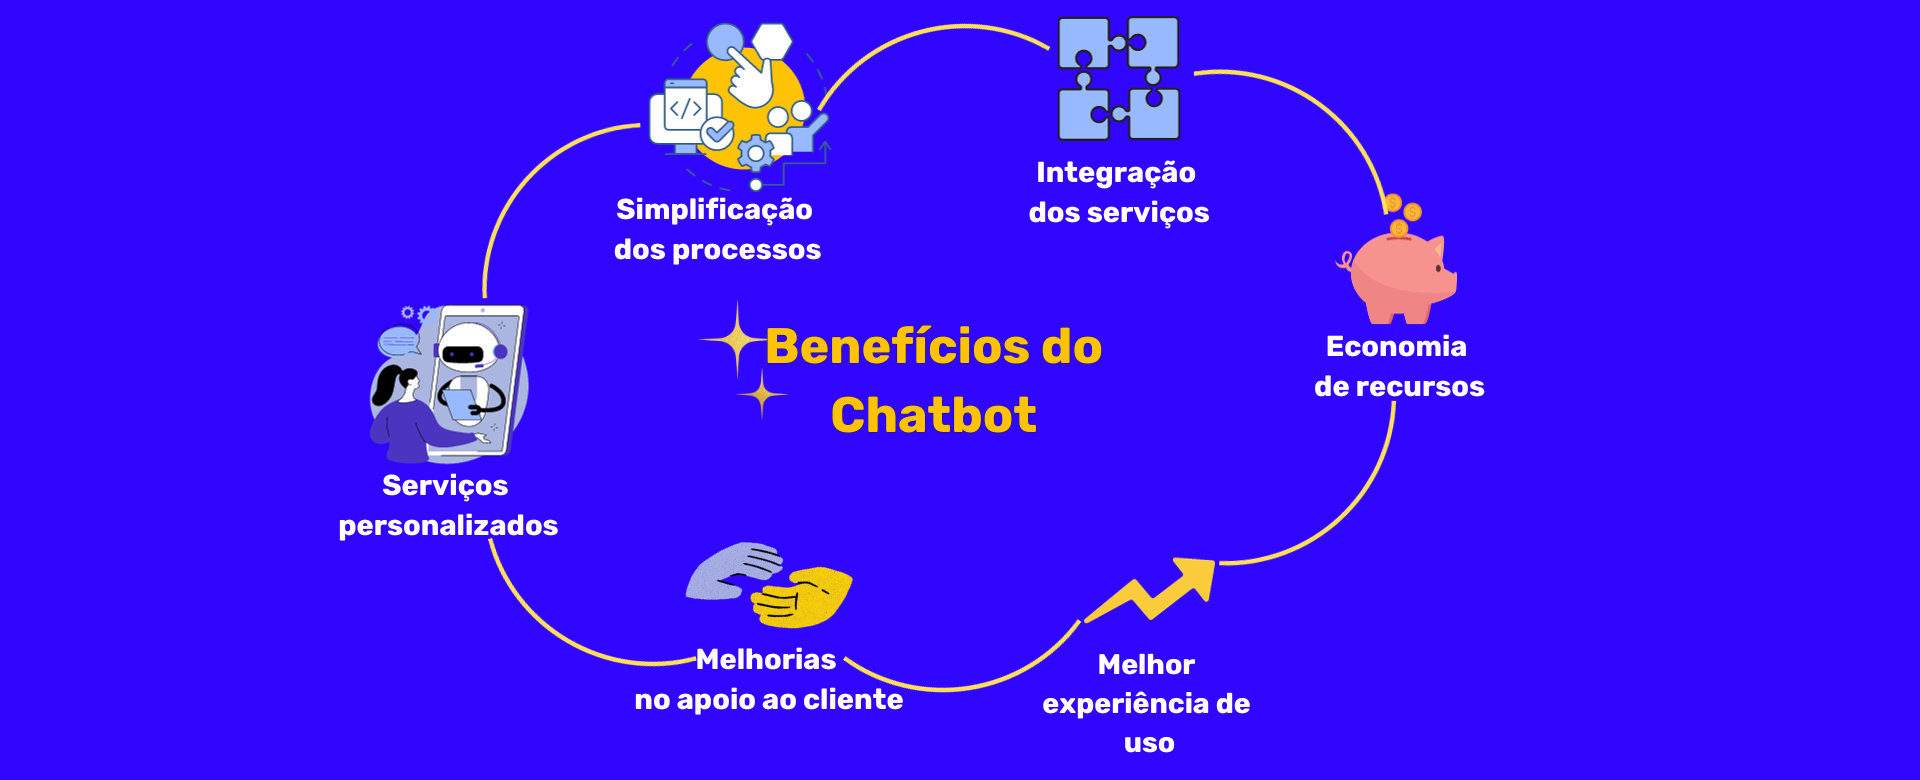 Benefícios do
Chatbot
Simplificação
dos processos
Integração
dos serviços
Economia
de recursos
Melhor
experiência de
uso
Melhorias
no apoio ao cliente
Serviços
personalizados